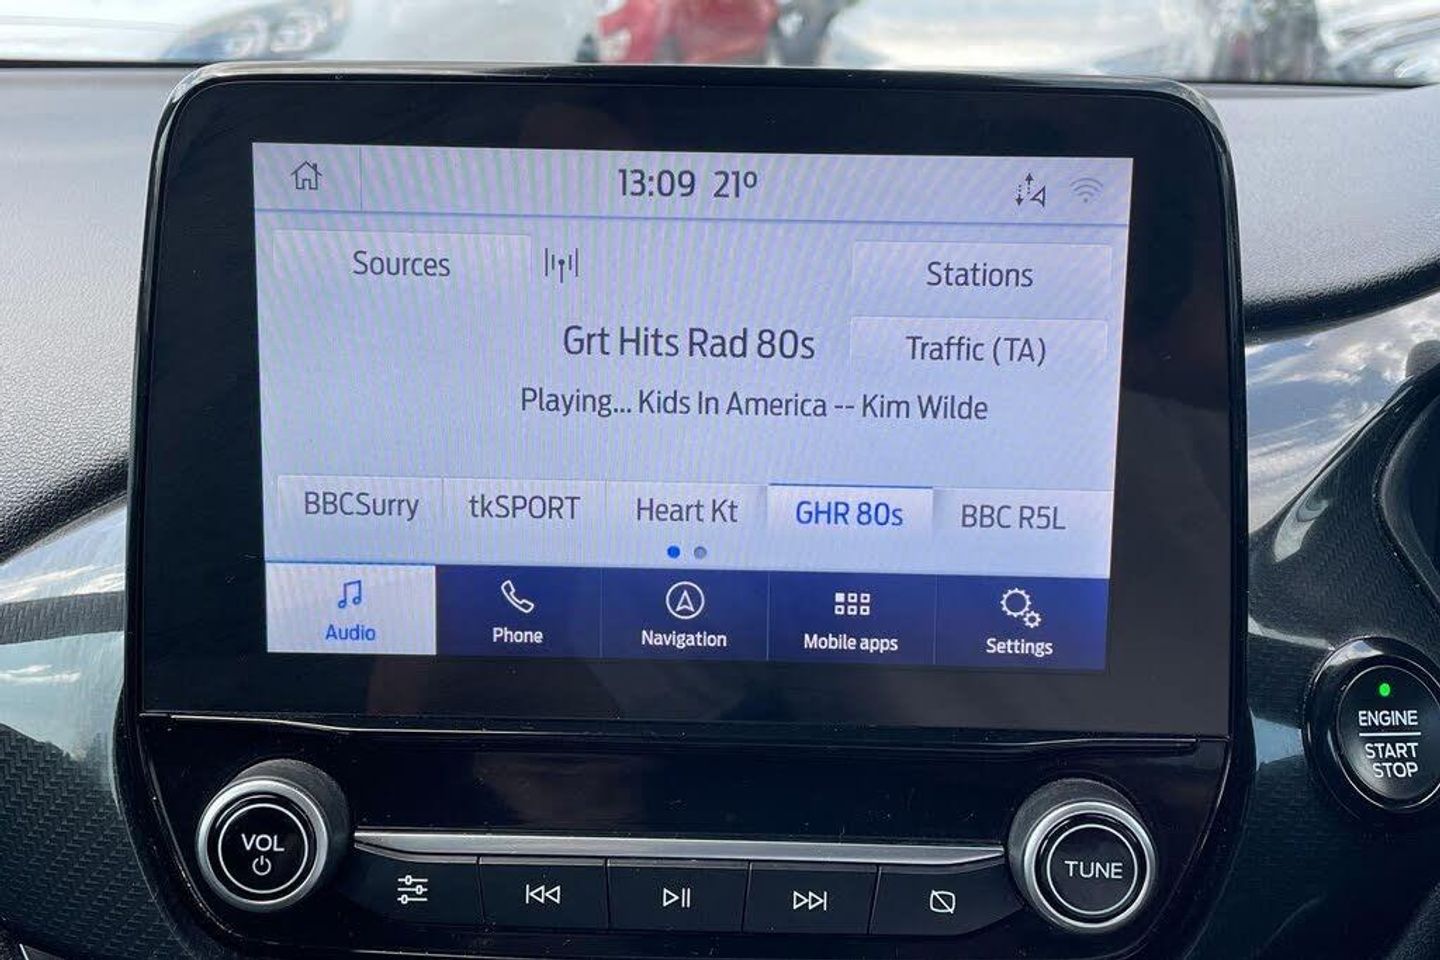 13:09 21°
Sources
Stations
Grt Hits Rad 80s
Traffic (TA)
Playing... Kids In America -- Kim Wilde
BBCSurry tkSPORT Heart Kt GHR 80s BBC R5L
Audio Phone Navigation Mobile apps Settings
ENGINE
START
STOP
VOL
TUNE